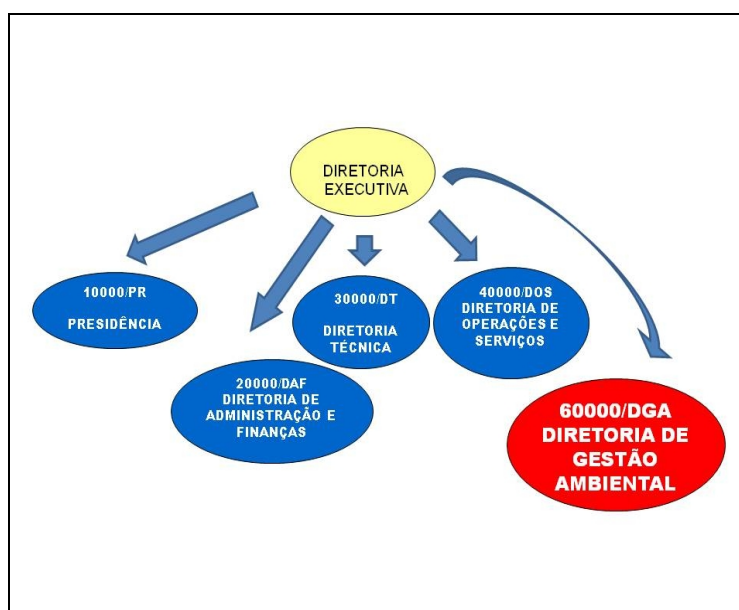 DIRETORIA
EXECUTIVA
10000/PR
PRESIDÊNCIA
20000/DAF
DIRETORIA DE
ADMINISTRAÇÃO E
FINANÇAS
30000/DT
DIRETORIA
TÉCNICA
40000/DOS
DIRETORIA DE
OPERAÇÕES E
SERVIÇOS
60000/DGA
DIRETORIA DE
GESTÃO
AMBIENTAL